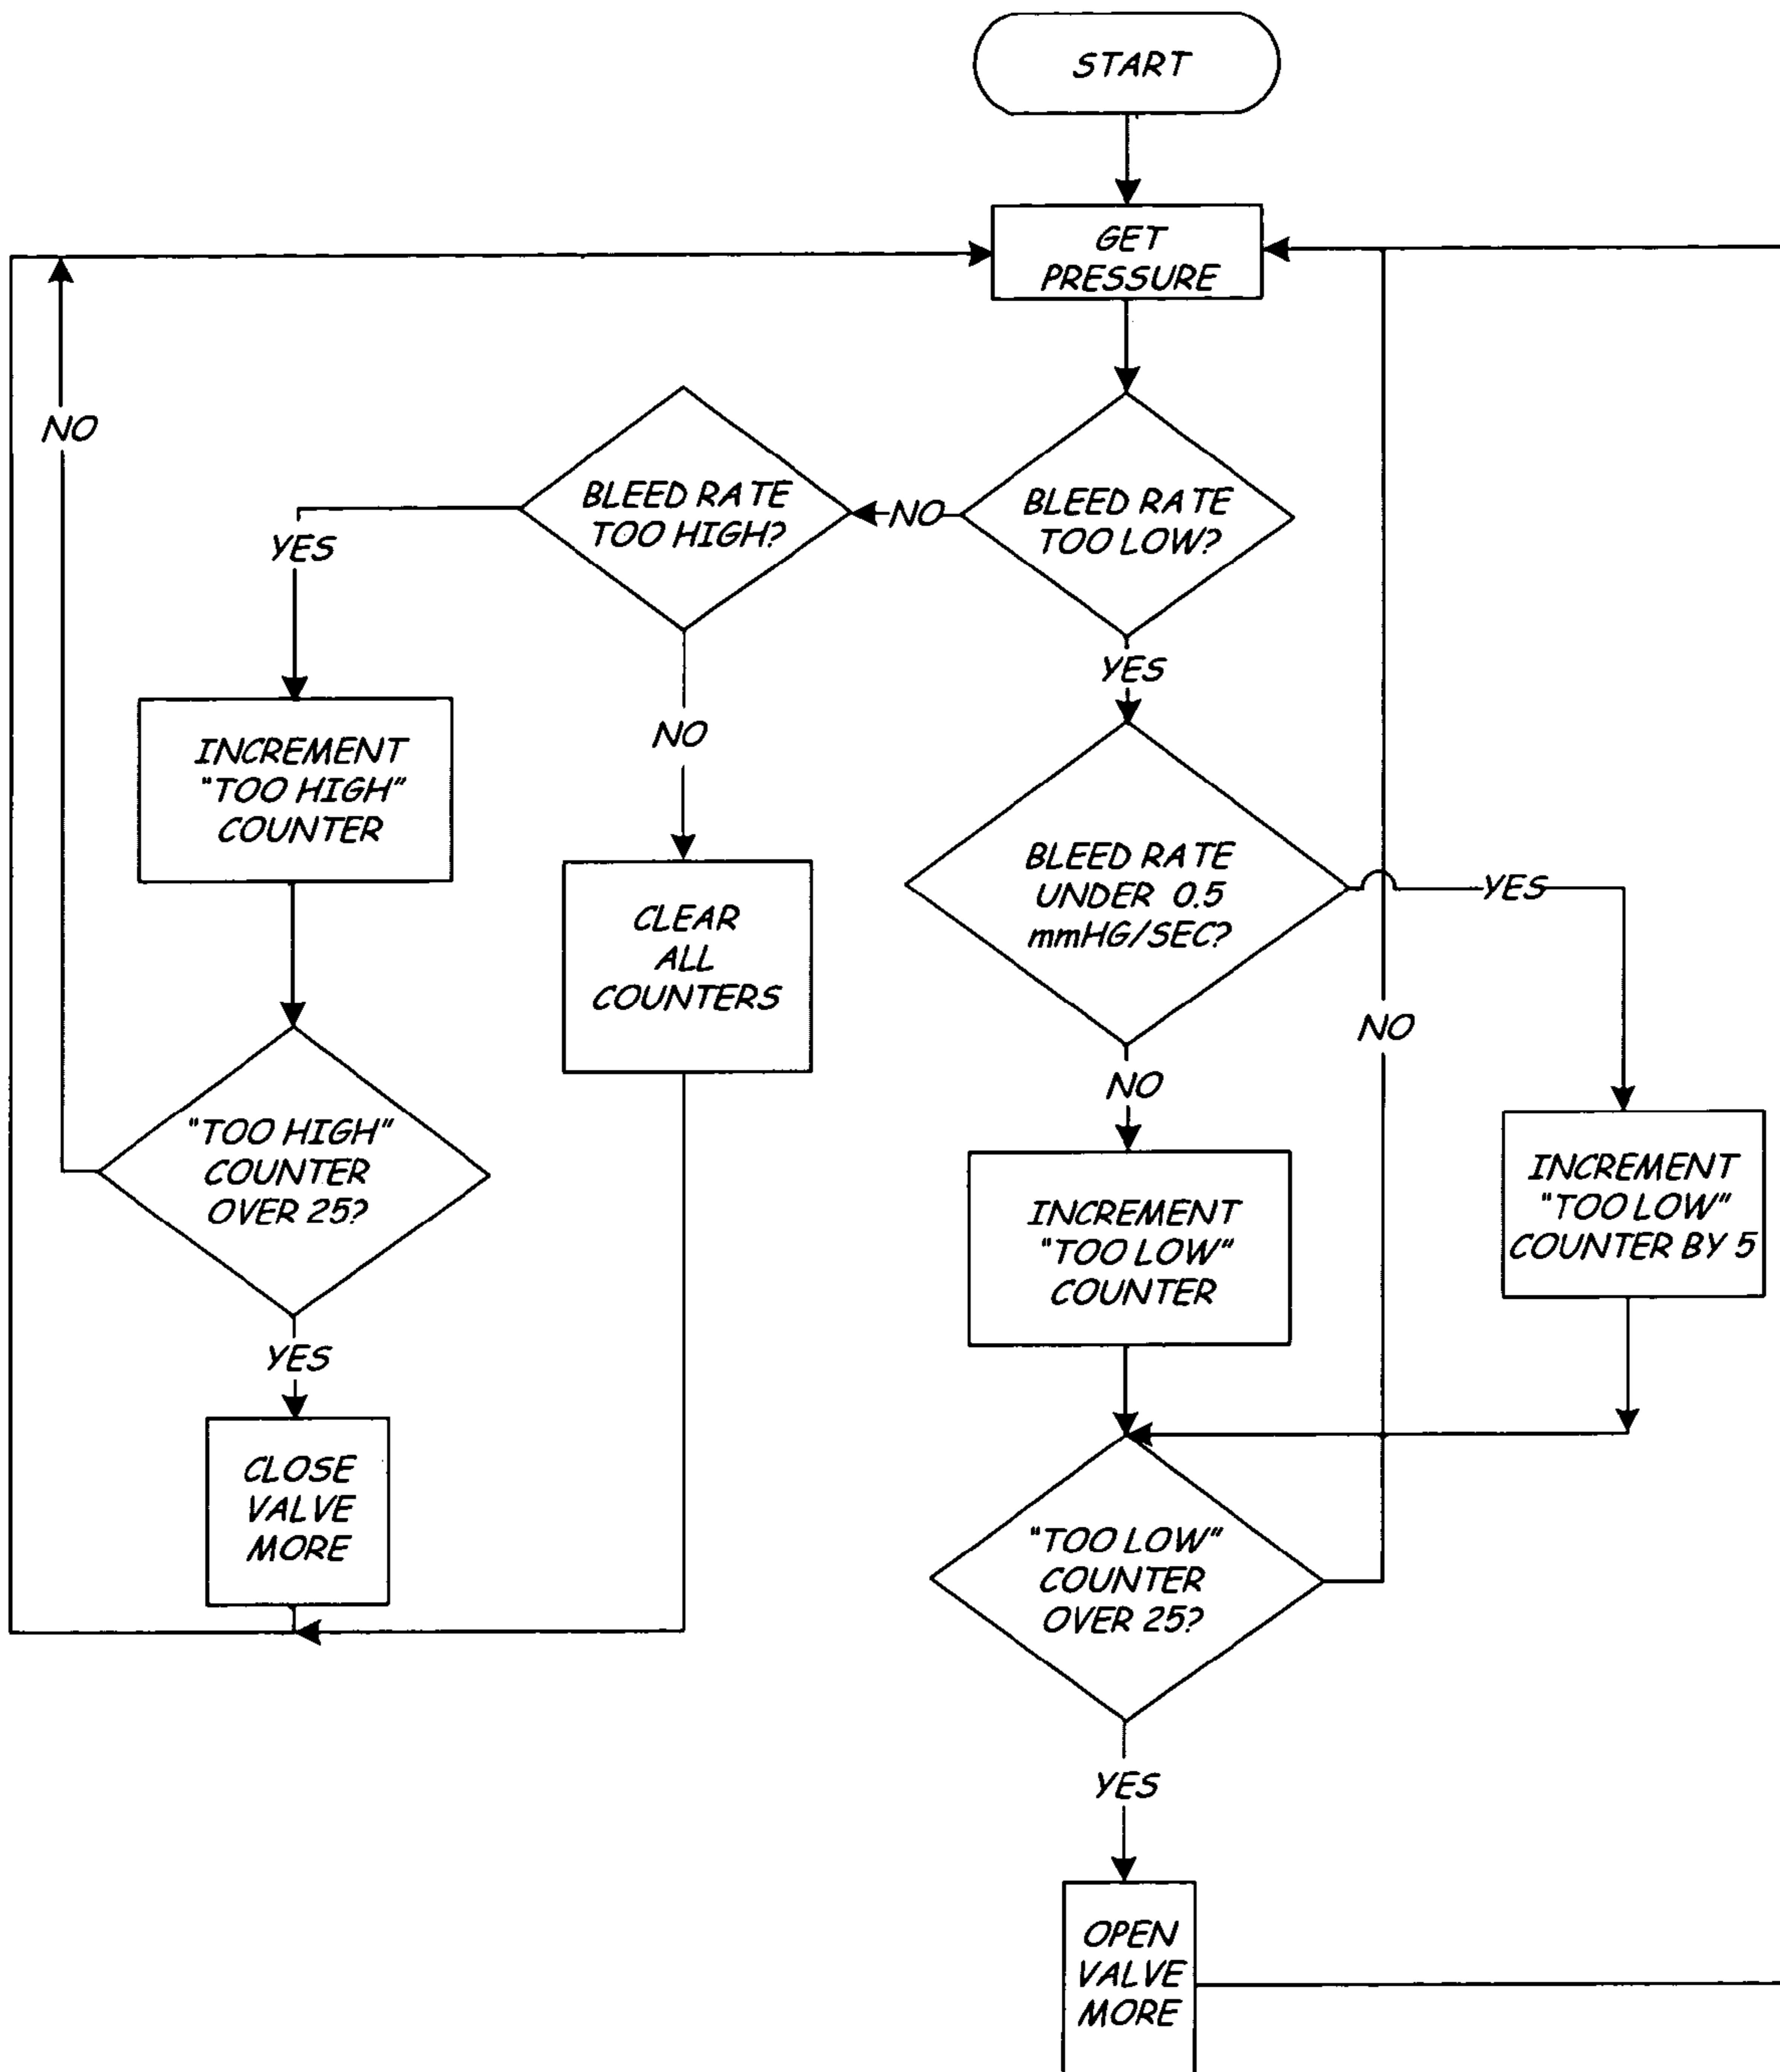 START
GET
PRESSURE
BLEED RATE
TOO LOW?
NO
BLEED RATE
TOO HIGH?
YES
NO
INCREMENT
"TOO HIGH"
COUNTER
NO
CLEAR
ALL
COUNTERS
"TOO HIGH"
COUNTER
OVER 25?
YES
CLOSE
VALVE
MORE
YES
BLEED RATE
UNDER 0.5
mmHG/SEC?
YES
NO
NO
INCREMENT
"TOO LOW"
COUNTER
INCREMENT
"TOO LOW"
COUNTER BY 5
"TOO LOW"
COUNTER
OVER 25?
YES
OPEN
VALVE
MORE